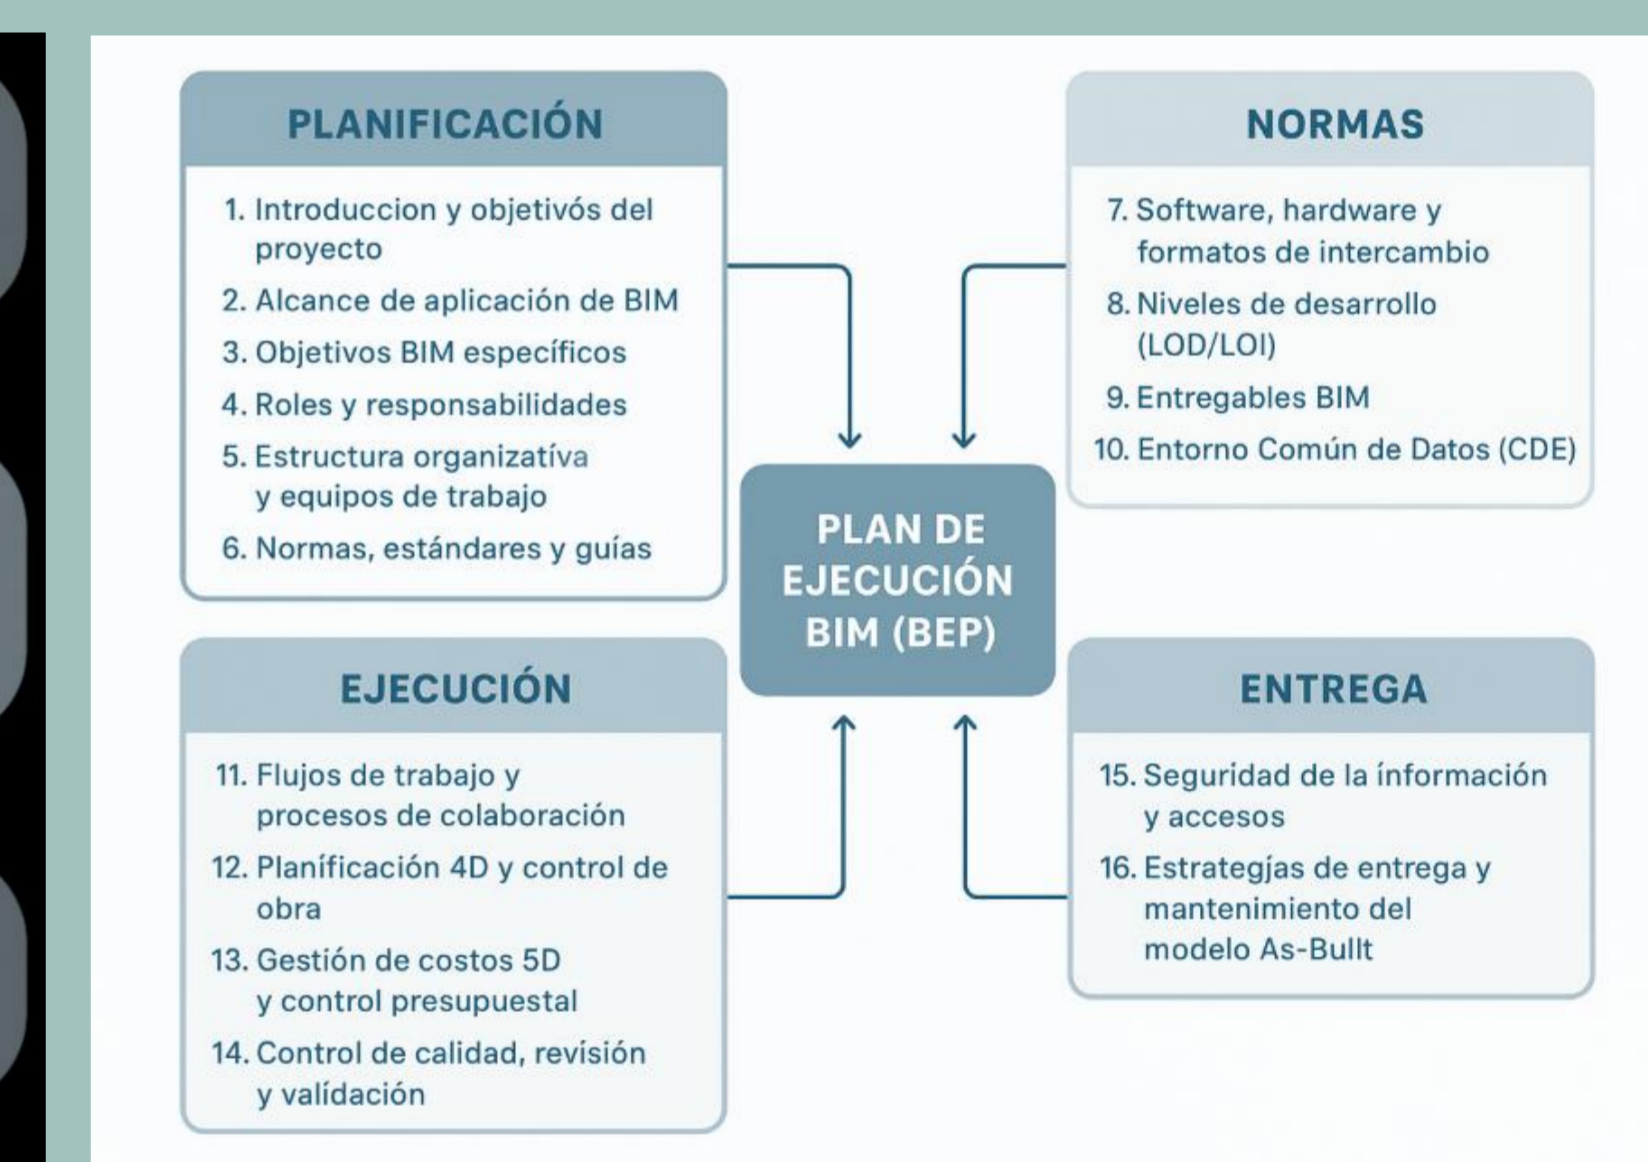 PLANIFICACIÓN
1. Introduccion y objetivós del
proyecto
2. Alcance de aplicación de BIM
3. Objetivos BIM específicos
4. Roles y responsabilidades
5. Estructura organizatíva
y equipos de trabajo
6. Normas, estándares y guías
NORMAS
7. Software, hardware y
formatos de intercambio
8. Niveles de desarrollo
(LOD/LOI)
9. Entregables BIM
10. Entorno Común de Datos (CDE)
PLAN DE
EJECUCIÓN
BIM (BEP)
EJECUCIÓN
11. Flujos de trabajo y
procesos de colaboración
12. Planíficación 4D y control de
obra
13. Gestión de costos 5D
y control presupuestal
14. Control de calidad, revísión
y valídación
ENTREGA
15. Segurídad de la ínformación
y accesos
16. Estrategjas de entrega y
mantenimiento del
modelo As-Bullt